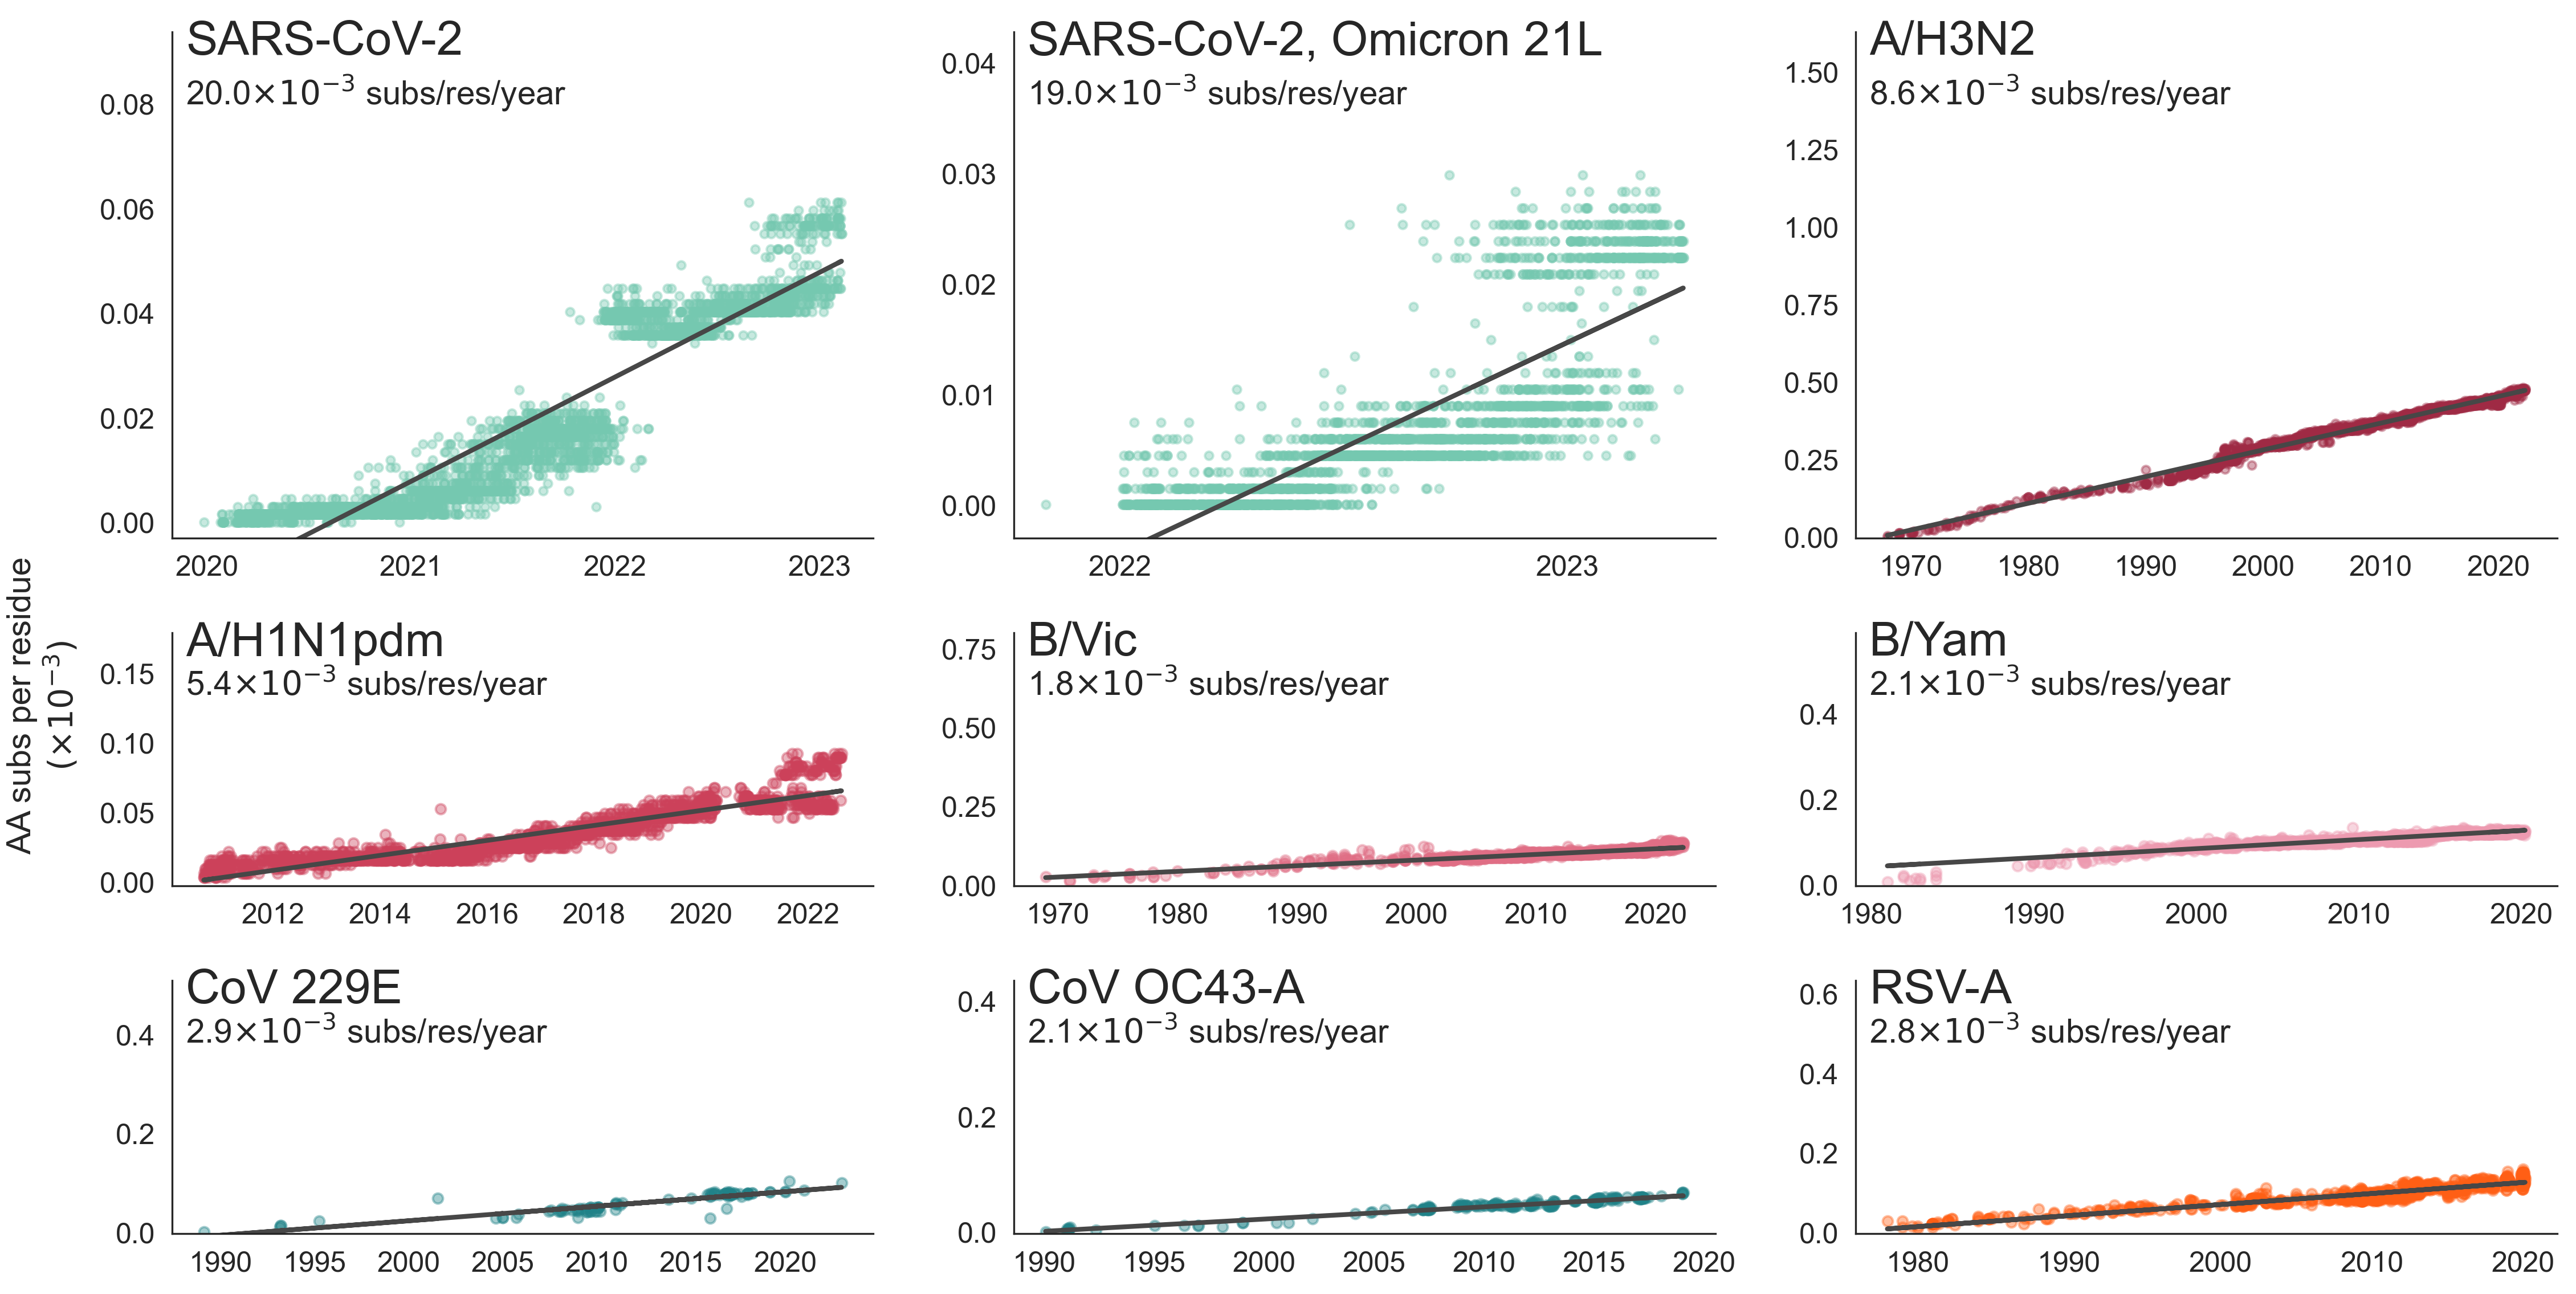 AA subs per residue
(×10⁻³)
SARS-CoV-2
20.0×10⁻³ subs/res/year
0.08
0.06
0.04
0.02
0.00
2020 2021 2022 2023
SARS-CoV-2, Omicron 21L
19.0×10⁻³ subs/res/year
0.04
0.03
0.02
0.01
0.00
2022 2023
A/H3N2
8.6×10⁻³ subs/res/year
1.50
1.25
1.00
0.75
0.50
0.25
0.00
1970 1980 1990 2000 2010 2020
A/H1N1pdm
5.4×10⁻³ subs/res/year
0.15
0.10
0.05
0.00
2012 2014 2016 2018 2020 2022
B/Vic
1.8×10⁻³ subs/res/year
0.75
0.50
0.25
0.00
1970 1980 1990 2000 2010 2020
B/Yam
2.1×10⁻³ subs/res/year
0.4
0.2
0.0
1980 1990 2000 2010 2020
CoV 229E
2.9×10⁻³ subs/res/year
0.4
0.2
0.0
1990 1995 2000 2005 2010 2015 2020
CoV OC43-A
2.1×10⁻³ subs/res/year
0.4
0.2
0.0
1990 1995 2000 2005 2010 2015 2020
RSV-A
2.8×10⁻³ subs/res/year
0.6
0.4
0.2
0.0
1980 1990 2000 2010 2020